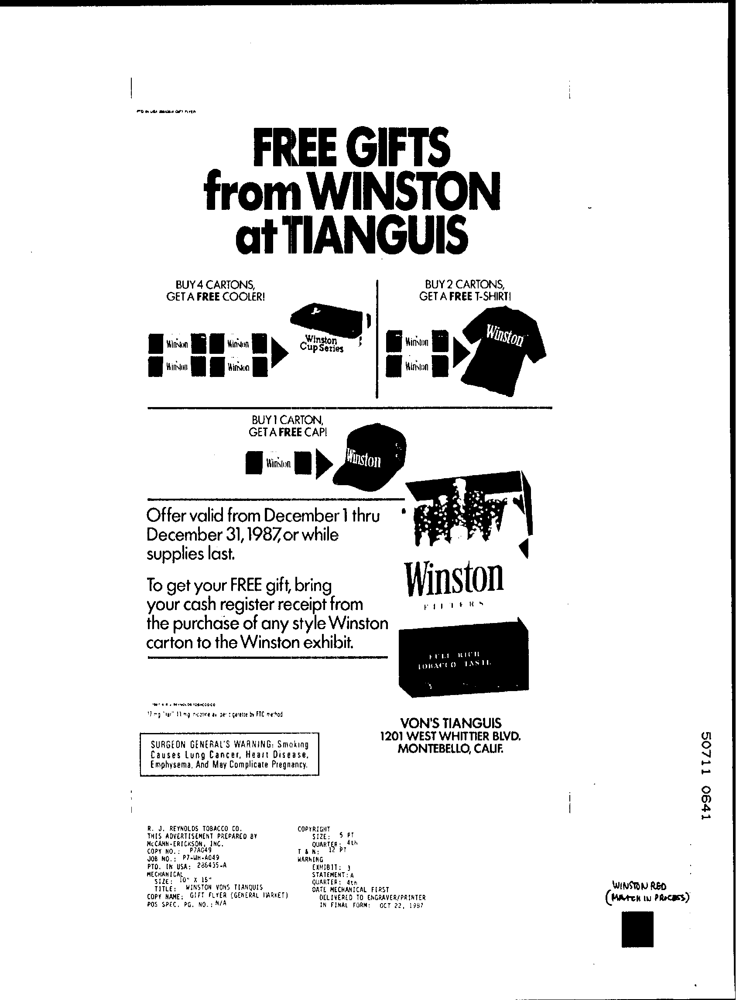 PTD IN USA 286435-A GIFT FLYER
FREE GIFTS
from WINSTON
at TIANGUIS
BUY 4 CARTONS,
GET A FREE COOLER!
Winston Winston
Winston Winston
Winston
Cup Series
BUY 2 CARTONS,
GET A FREE T-SHIRT!
Winston
Winston
Winston
BUY 1 CARTON,
GET A FREE CAP!
Winston
Winston
Offer valid from December 1 thru
December 31, 1987, or while
supplies last.
To get your FREE gift, bring
your cash register receipt from
the purchase of any style Winston
carton to the Winston exhibit.
Winston
FILTERS
FULL RICH
TOBACCO TASTE
mg "tar" mg nicotine av. per cigarette by FTC method
SURGEON GENERAL'S WARNING: Smoking
Causes Lung Cancer, Heart Disease,
Emphysema, And May Complicate Pregnancy.
VON'S TIANGUIS
1201 WEST WHITTIER BLVD.
MONTEBELLO, CALIF.
50711 0641
R. J. REYNOLDS TOBACCO CO.
THIS ADVERTISEMENT PREPARED BY
McCANN-ERICKSON, INC.
COPY NO.: P7A049
JOB NO.: P7-WH-A049
PTD. IN USA: 286435-A
MECHANICAL
SIZE: 10" X 15"
TITLE: WINSTON VONS TIANQUIS
COPY NAME: GIFT FLYER (GENERAL MARKET)
POS SPEC. PG. NO.: N/A
COPYRIGHT
SIZE: 5 PT
QUARTER: 4th
T & N: 12 PT
WARNING
EXHIBIT: 3
STATEMENT: A
QUARTER: 4th
DATE MECHANICAL FIRST
DELIVERED TO ENGRAVER/PRINTER
IN FINAL FORM: OCT 22, 1987
WINSTON RED
(MATCH IN PROCESS)